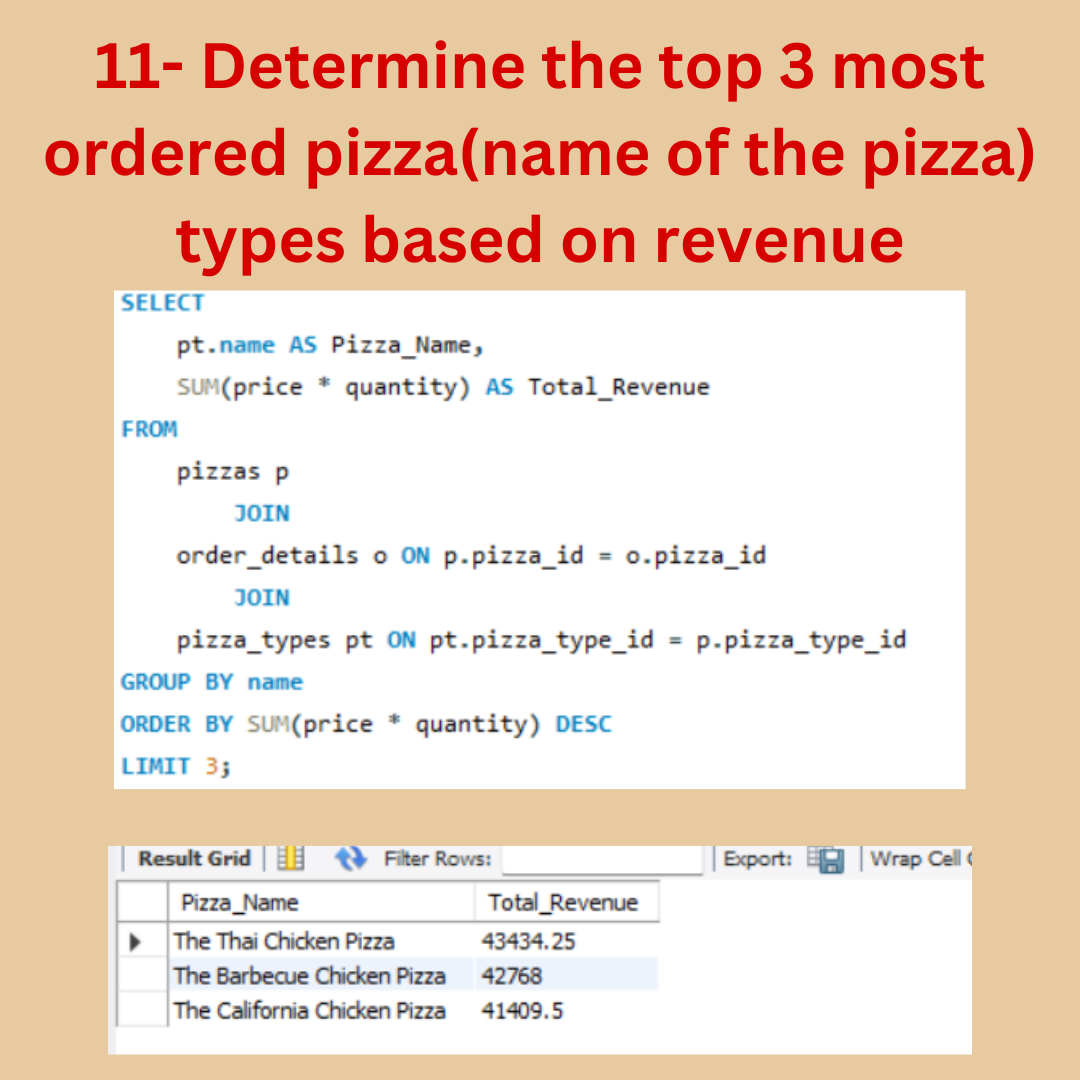 11- Determine the top 3 most
ordered pizza(name of the pizza)
types based on revenue
SELECT
pt.name AS Pizza_Name,
SUM(price * quantity) AS Total_Revenue
FROM
pizzas p
JOIN
order_details o ON p.pizza_id = o.pizza_id
JOIN
pizza_types pt ON pt.pizza_type_id = p.pizza_type_id
GROUP BY name
ORDER BY SUM(price * quantity) DESC
LIMIT 3;
Result Grid Filter Rows: Export: Wrap Cell
Pizza_Name Total_Revenue
The Thai Chicken Pizza 43434.25
The Barbecue Chicken Pizza 42768
The California Chicken Pizza 41409.5